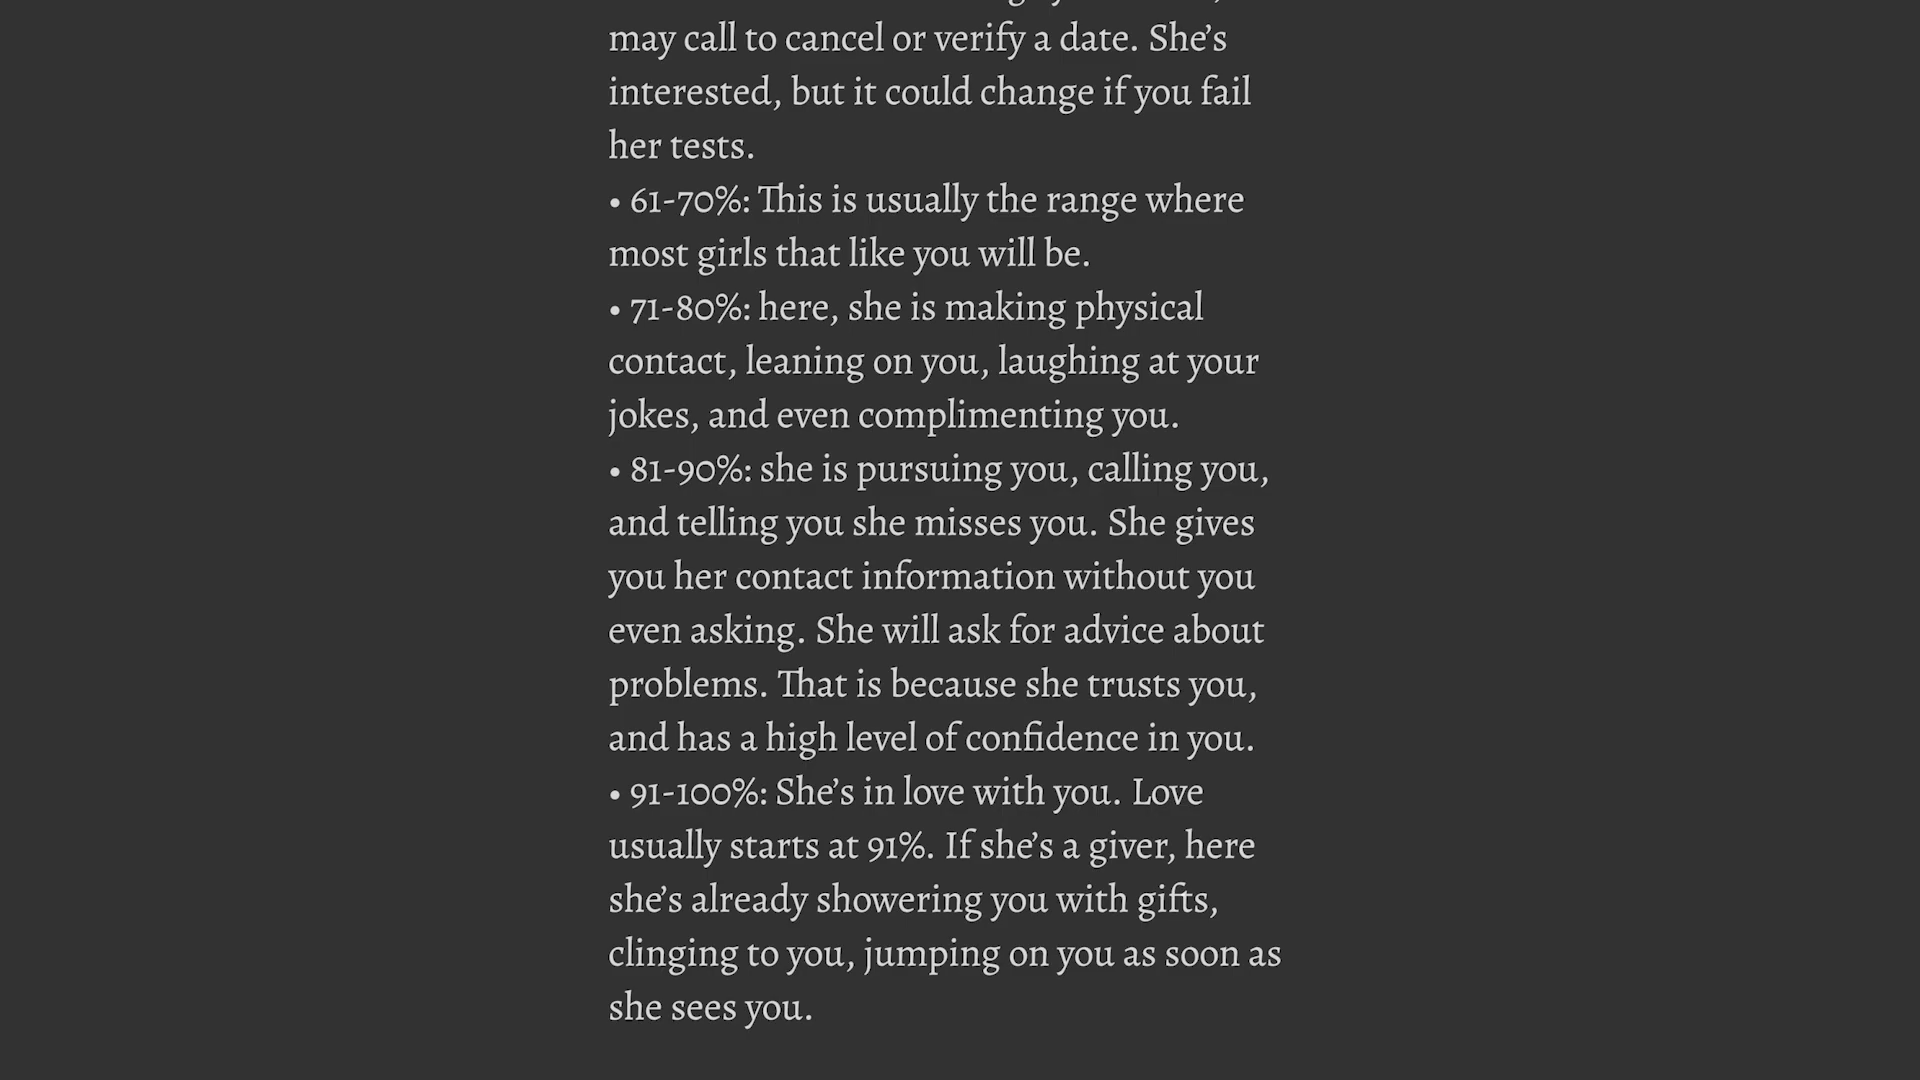 may call to cancel or verify a date. She’s
interested, but it could change if you fail
her tests.
• 61-70%: This is usually the range where
most girls that like you will be.
• 71-80%: here, she is making physical
contact, leaning on you, laughing at your
jokes, and even complimenting you.
• 81-90%: she is pursuing you, calling you,
and telling you she misses you. She gives
you her contact information without you
even asking. She will ask for advice about
problems. That is because she trusts you,
and has a high level of confidence in you.
• 91-100%: She’s in love with you. Love
usually starts at 91%. If she’s a giver, here
she’s already showering you with gifts,
clinging to you, jumping on you as soon as
she sees you.